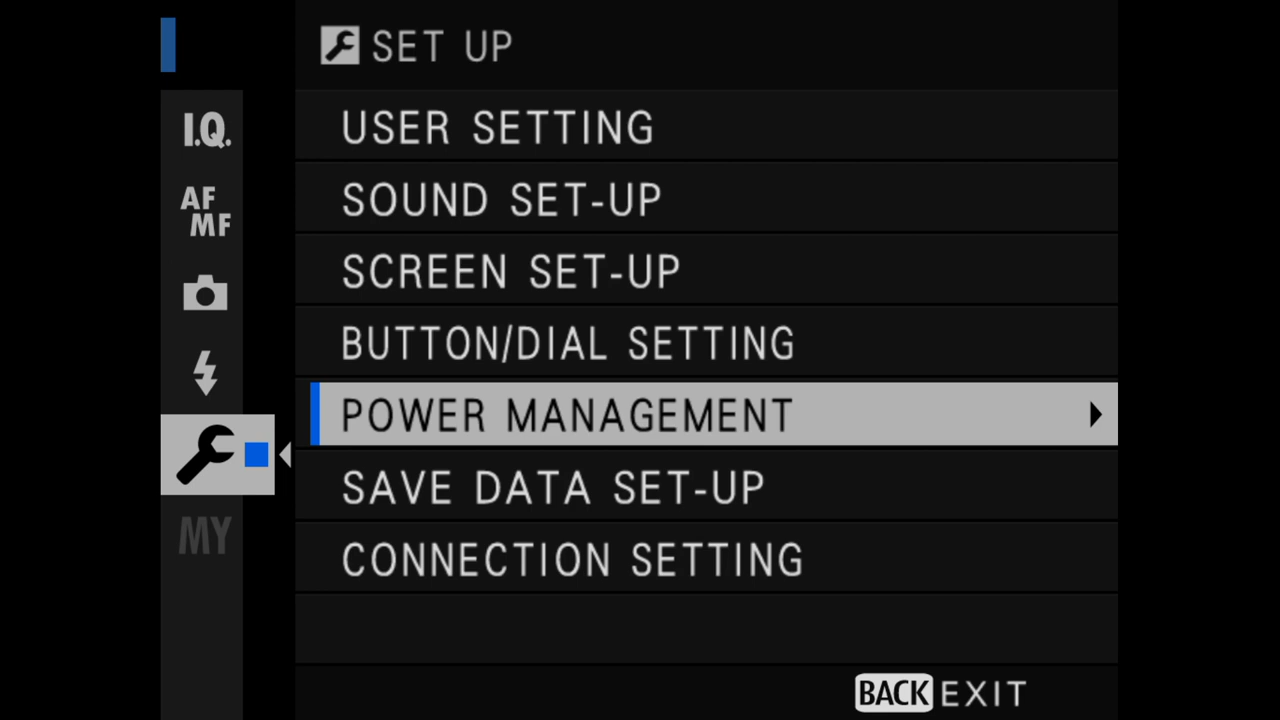 SET UP
I.Q.
AF
MF
MY
USER SETTING
SOUND SET-UP
SCREEN SET-UP
BUTTON/DIAL SETTING
POWER MANAGEMENT
SAVE DATA SET-UP
CONNECTION SETTING
BACK EXIT